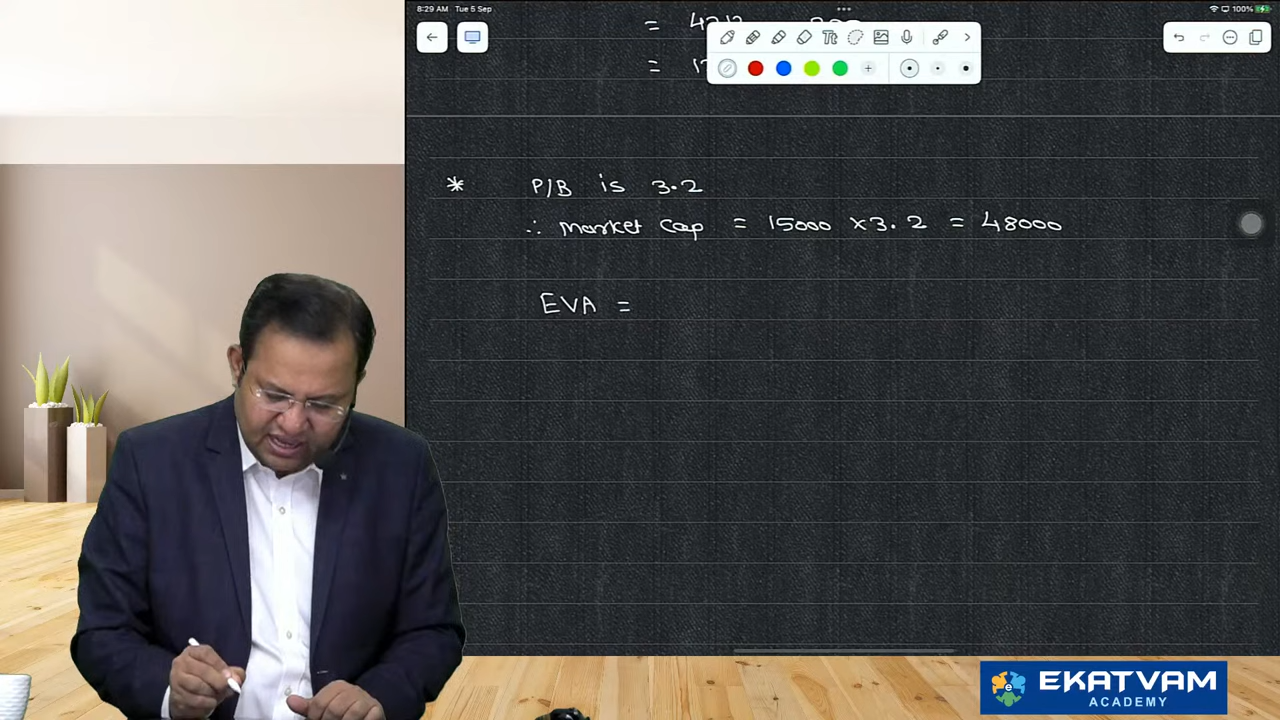 8:29 AM Tue 5 Sep
100%
=
=
Tt
* P/B is 3.2
∴ market cap = 15000 x 3.2 = 48000
EVA =
EKATVAM
ACADEMY